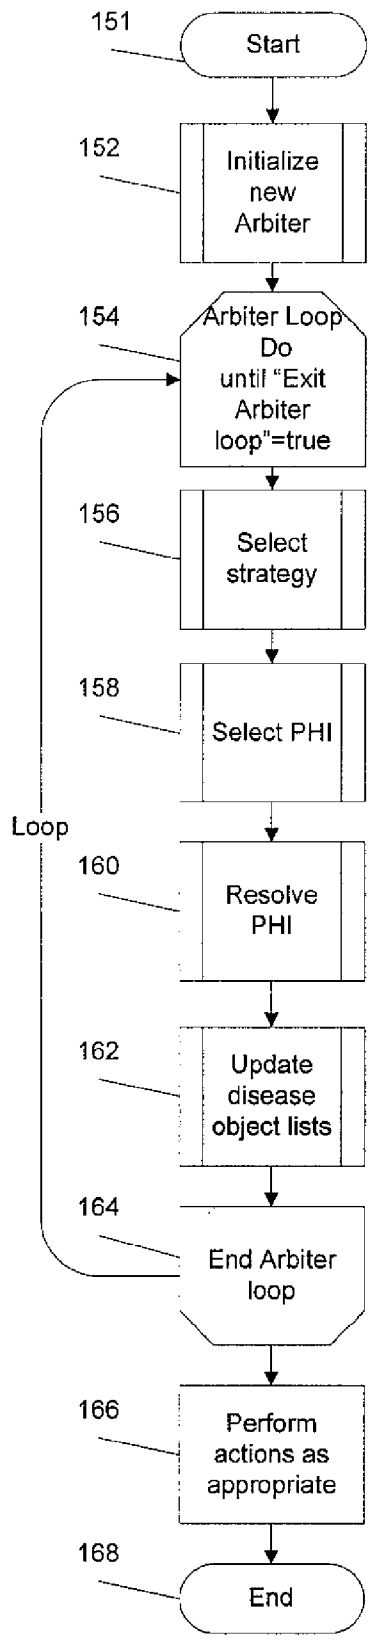 151
Start
152
Initialize
new
Arbiter
154
Arbiter Loop
Do
until “Exit
Arbiter
loop”=true
156
Select
strategy
158
Select PHI
Loop
160
Resolve
PHI
162
Update
disease
object lists
164
End Arbiter
loop
166
Perform
actions as
appropriate
168
End